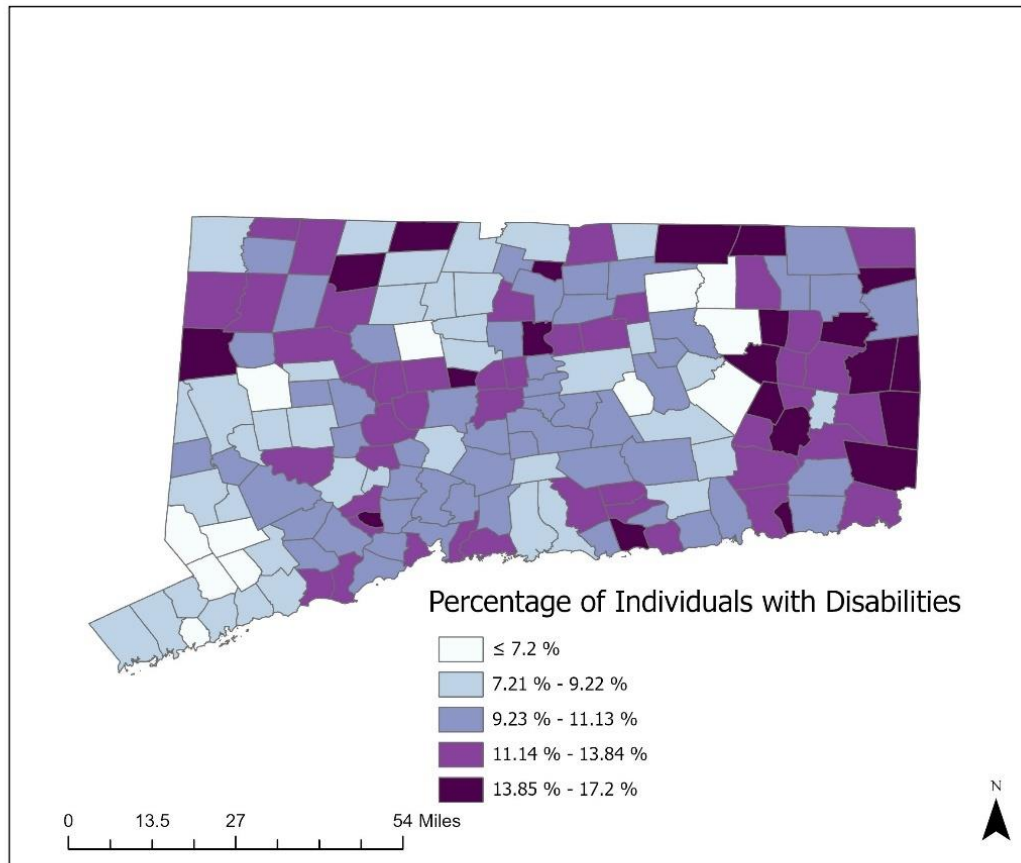 Percentage of Individuals with Disabilities
≤ 7.2 %
7.21 % - 9.22 %
9.23 % - 11.13 %
11.14 % - 13.84 %
13.85 % - 17.2 %
0 13.5 27 54 Miles
N